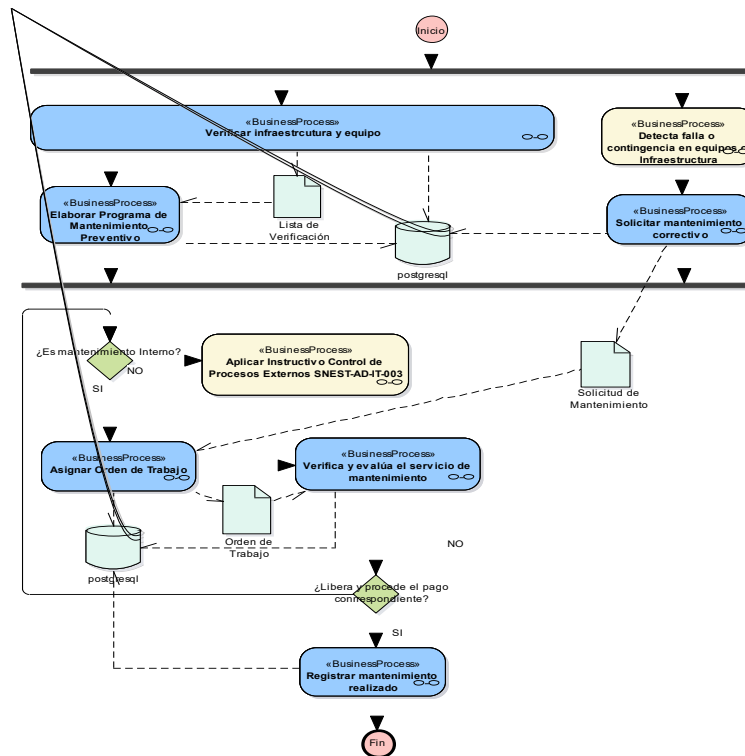 Inicio
«BusinessProcess»
Verificar infraestrcutura y equipo
«BusinessProcess»
Detecta falla o
contingencia en equipos e
Infraestructura
«BusinessProcess»
Elaborar Programa de
Mantenimiento
Preventivo
Lista de
Verificación
postgresql
«BusinessProcess»
Solicitar mantenimiento
correctivo
¿Es mantenimiento Interno?
NO
SI
«BusinessProcess»
Aplicar Instructivo Control de
Procesos Externos SNEST-AD-IT-003
Solicitud de
Mantenimiento
«BusinessProcess»
Asignar Orden de Trabajo
«BusinessProcess»
Verifica y evalúa el servicio de
mantenimiento
Orden de
Trabajo
postgresql
NO
¿Libera y procede el pago
conrrespondiente?
SI
«BusinessProcess»
Registrar mantenimiento
realizado
Fin